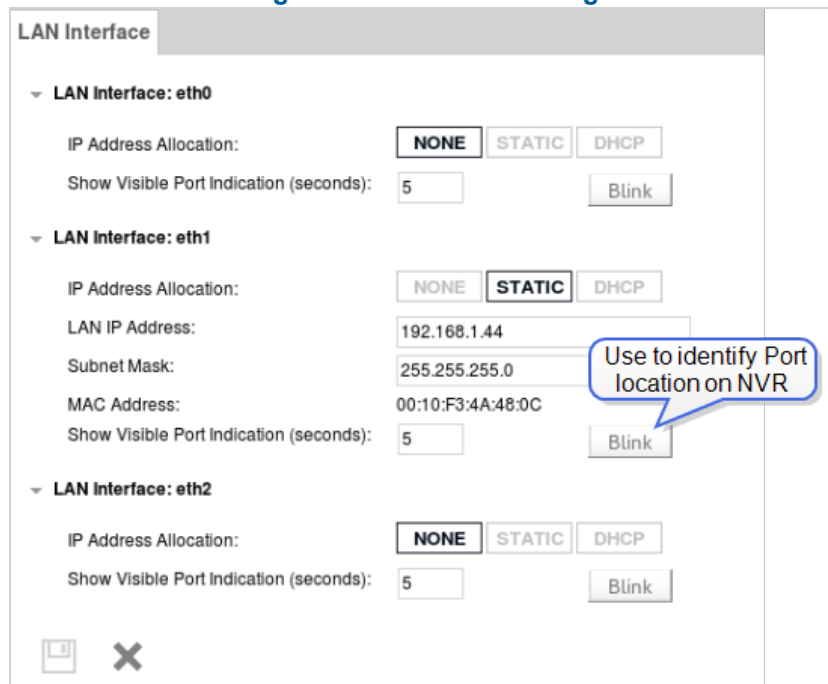 LAN Interface
LAN Interface: eth0
IP Address Allocation: NONE STATIC DHCP
Show Visible Port Indication (seconds): 5 Blink
LAN Interface: eth1
IP Address Allocation: NONE STATIC DHCP
LAN IP Address: 192.168.1.44
Subnet Mask: 255.255.255.0
Use to identify Port
location on NVR
MAC Address: 00:10:F3:4A:48:0C
Show Visible Port Indication (seconds): 5 Blink
LAN Interface: eth2
IP Address Allocation: NONE STATIC DHCP
Show Visible Port Indication (seconds): 5 Blink